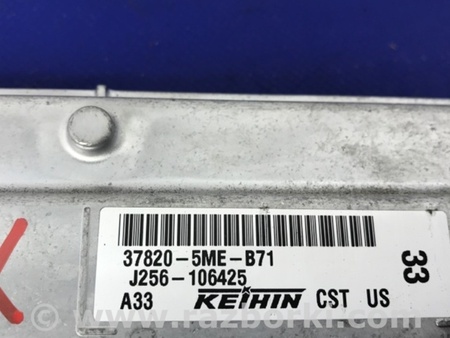 37820-5ME-B71
J256-106425
A33 KEIHIN CST US
33
www.razborki.com